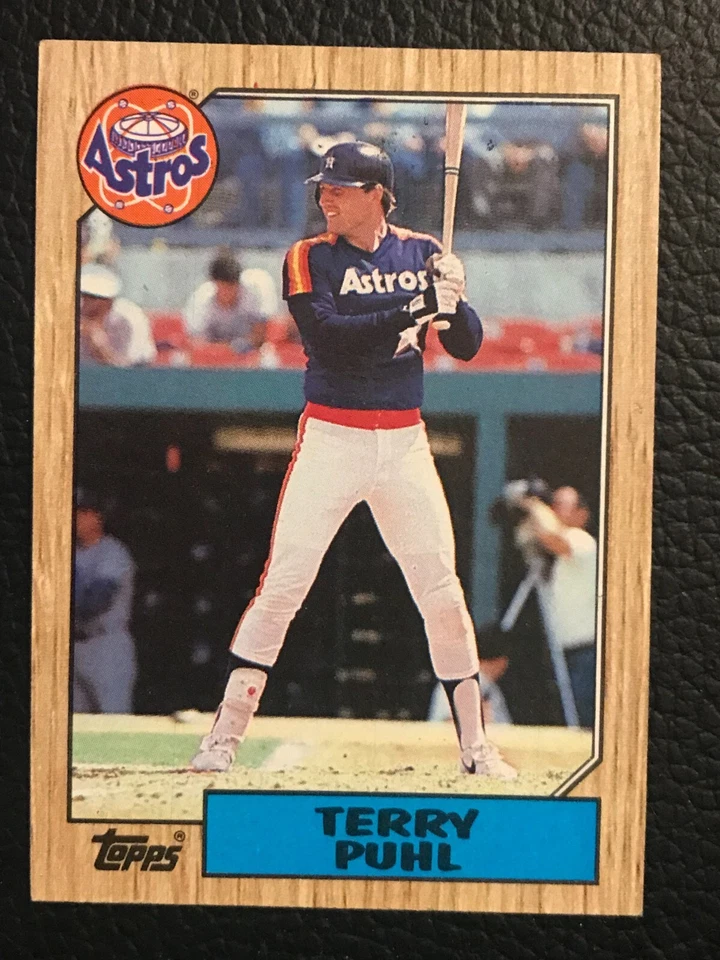 Astros ®
Astros
TERRY
PUHL
topps ®